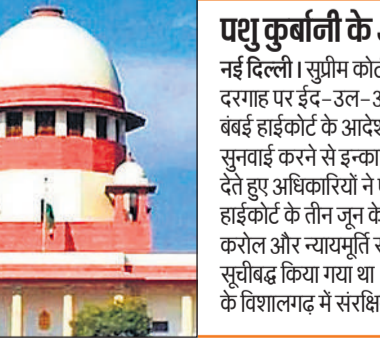 पशु कुर्बानी के
नई दिल्ली। सुप्रीम कोर्ट
दरगाह पर ईद-उल-अ
बंबई हाईकोर्ट के आदेश
सुनवाई करने से इन्का
देते हुए अधिकारियों ने
हाईकोर्ट के तीन जून के
करोल और न्यायमूर्ति
सूचीबद्ध किया गया था
के विशालगढ़ में संरक्षि